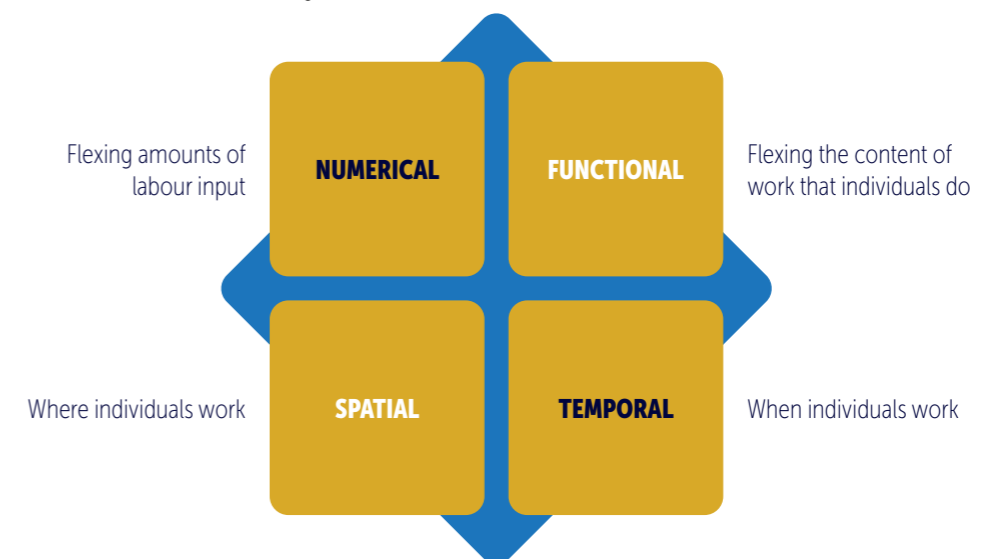 Flexing amounts of
labour input
NUMERICAL
FUNCTIONAL
Flexing the content of
work that individuals do
Where individuals work
SPATIAL
TEMPORAL
When individuals work